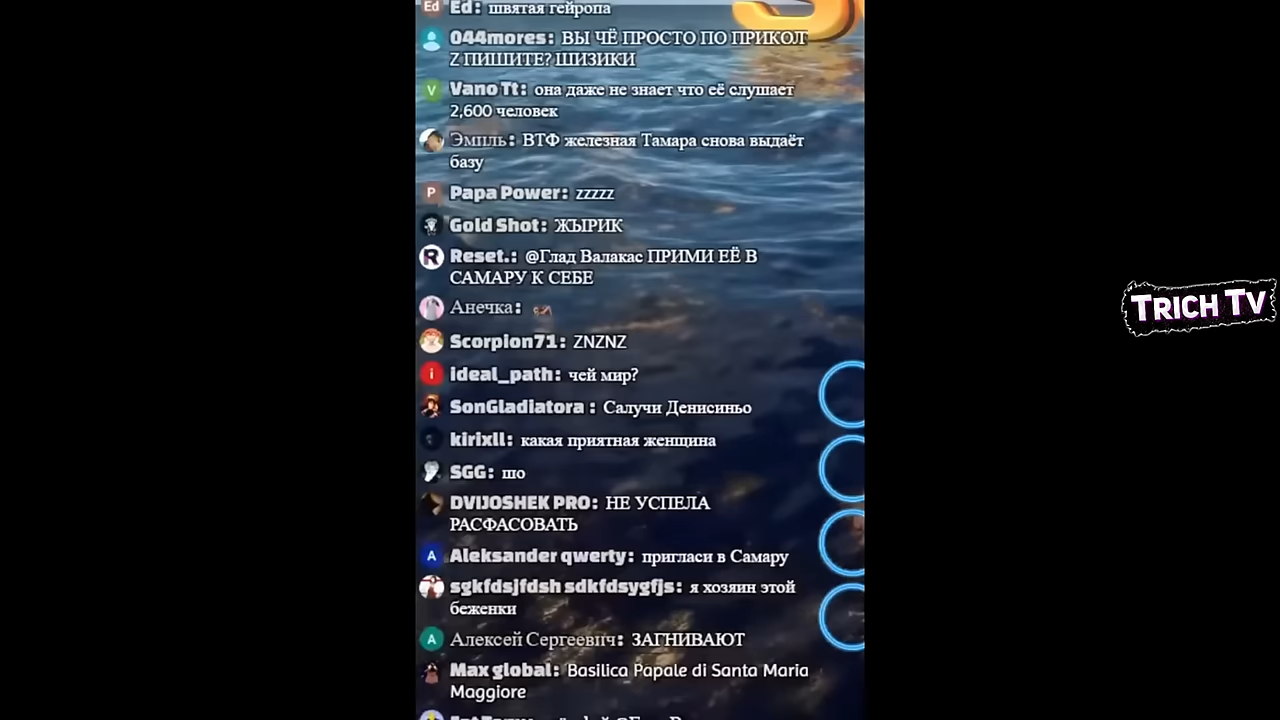 Ed: швятая гейропа
044mores: ВЫ ЧЁ ПРОСТО ПО ПРИКОЛ
Z ПИШИТЕ? ШИЗИКИ
V Vano Tt: она даже не знает что её слушает
2,600 человек
Эмпль: ВТФ железная Тамара снова выдаёт
базу
P Papa Power: zzzzz
Gold Shot: ЖЫРИК
R Reset.: @Глад Валакас ПРИМИ ЕЁ В
САМАРУ К СЕБЕ
Анечка:
Scorpion71: ZNZNZ
i ideal_path: чей мир?
SonGladiatora : Салучи Денисиньо
kirixll: какая приятная женщина
SGG: шо
DVIJOSHEK PRO: НЕ УСПЕЛА
РАСФАСОВАТЬ
A Aleksander qwerty: пригласи в Самару
sgkfdsjfdsh sdkfdsygfjs: я хозяин этой
беженки
А Алексей Сергеевич: ЗАГНИВАЮТ
Max global: Basilica Papale di Santa Maria
Maggiore
TRICH TV